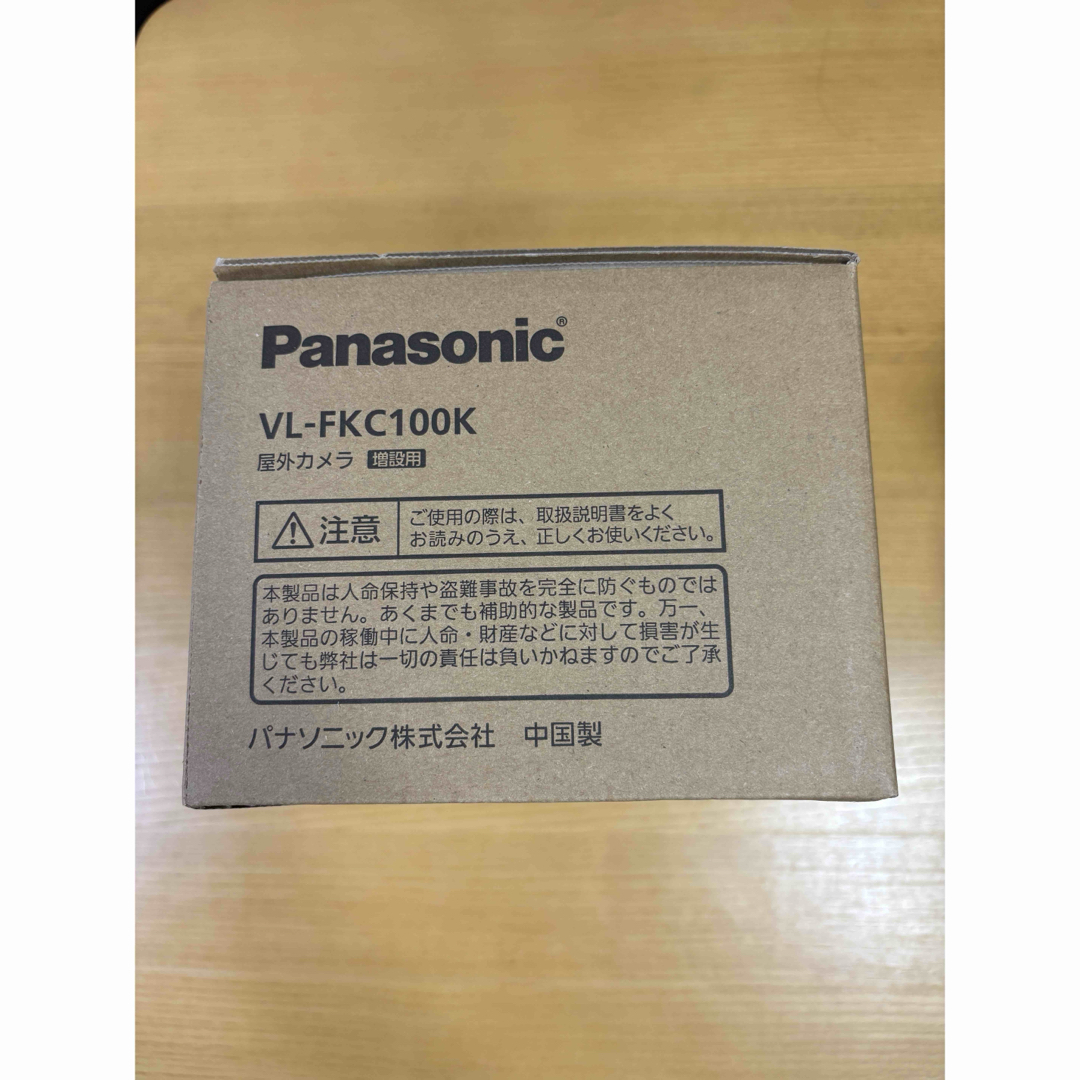 Panasonic®
VL-FKC100K
屋外カメラ 増設用
注意
ご使用の際は、取扱説明書をよく
お読みのうえ、正しくお使いください。
本製品は人命保持や盗難事故を完全に防ぐものでは
ありません。あくまでも補助的な製品です。万一、
本製品の稼働中に人命・財産などに対して損害が生
じても弊社は一切の責任は負いかねますのでご了承
ください。
パナソニック株式会社 中国製